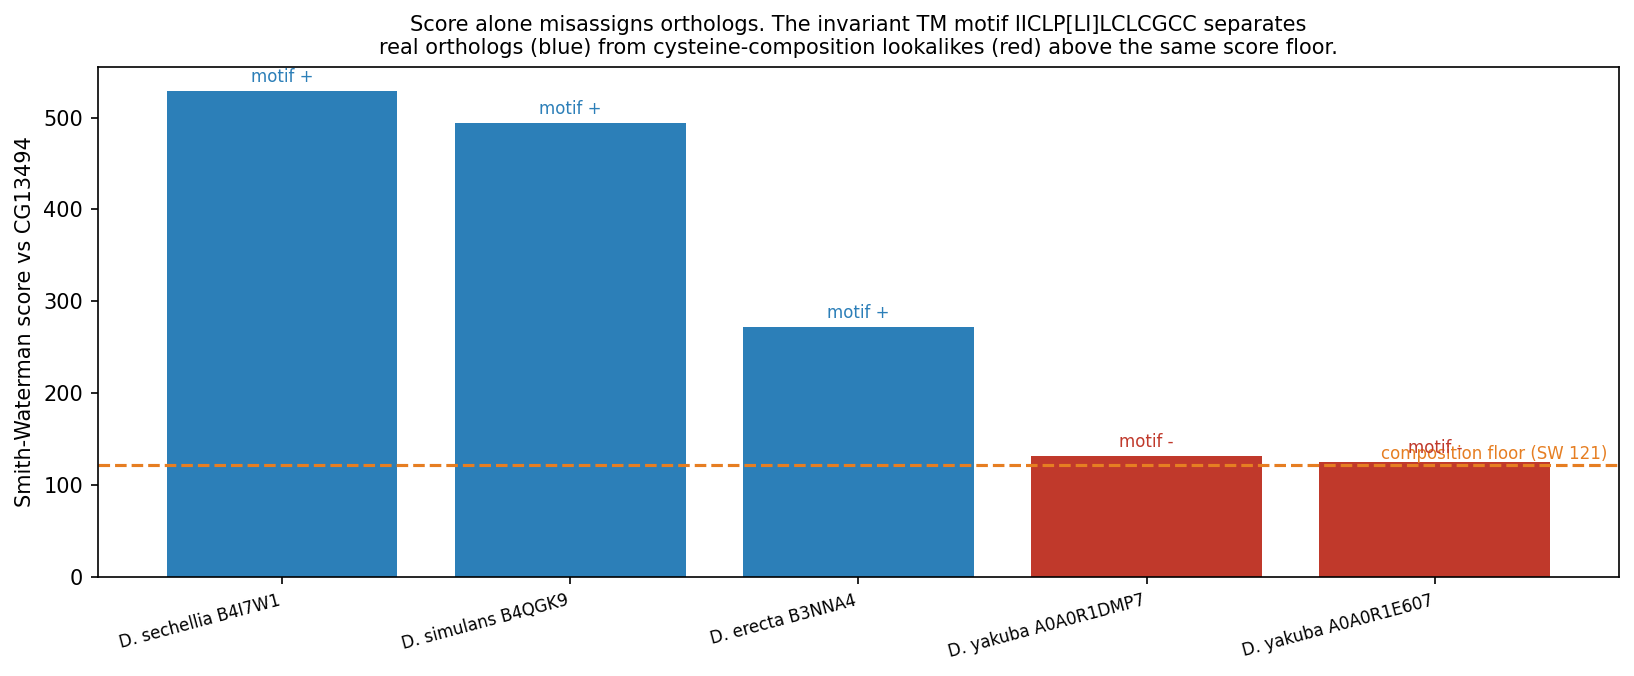 Score alone misassigns orthologs. The invariant TM motif IICLP[LI]LCLCGCC separates
real orthologs (blue) from cysteine-composition lookalikes (red) above the same score floor.
Smith-Waterman score vs CG13494
500
400
300
200
100
0
motif +
motif +
motif +
motif -
motif -
composition floor (SW 121)
D. sechellia B4I7W1
D. simulans B4QGK9
D. erecta B3NNA4
D. yakuba A0A0R1DMP7
D. yakuba A0A0R1E607